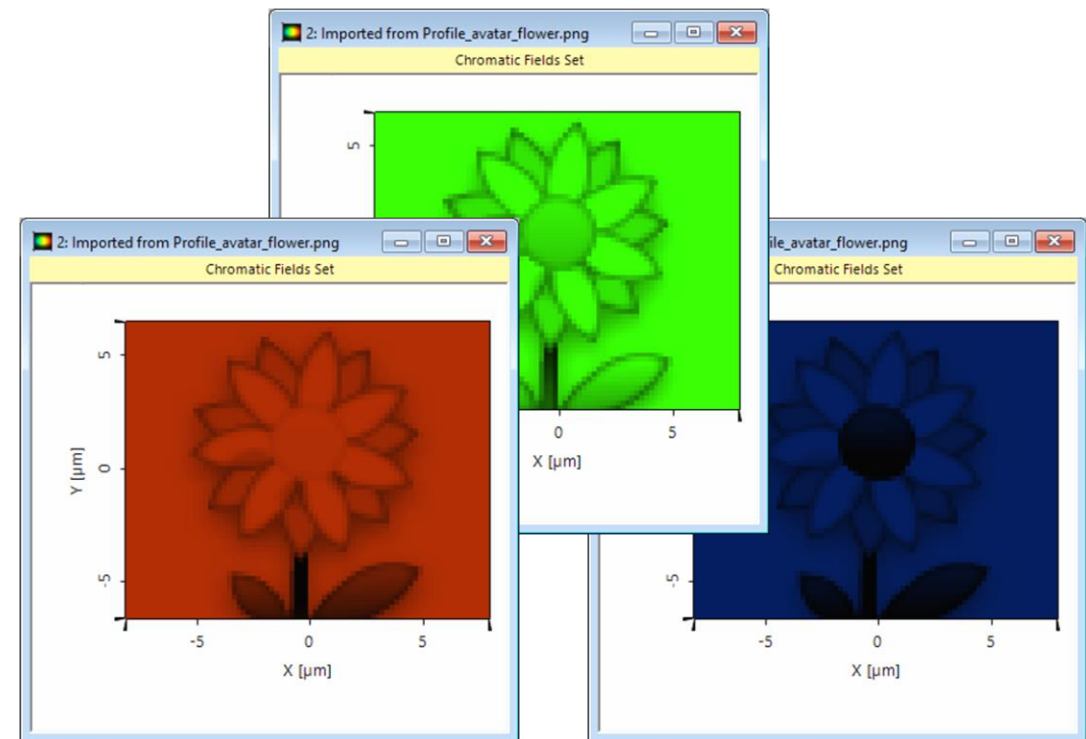 2: Imported from Profile_avatar_flower.png
Chromatic Fields Set
5
0
5
X [µm]
2: Imported from Profile_avatar_flower.png
Chromatic Fields Set
5
0
-5
Y [µm]
-5
0
5
X [µm]
ile_avatar_flower.png
Chromatic Fields Set
-5
-5
0
5
X [µm]